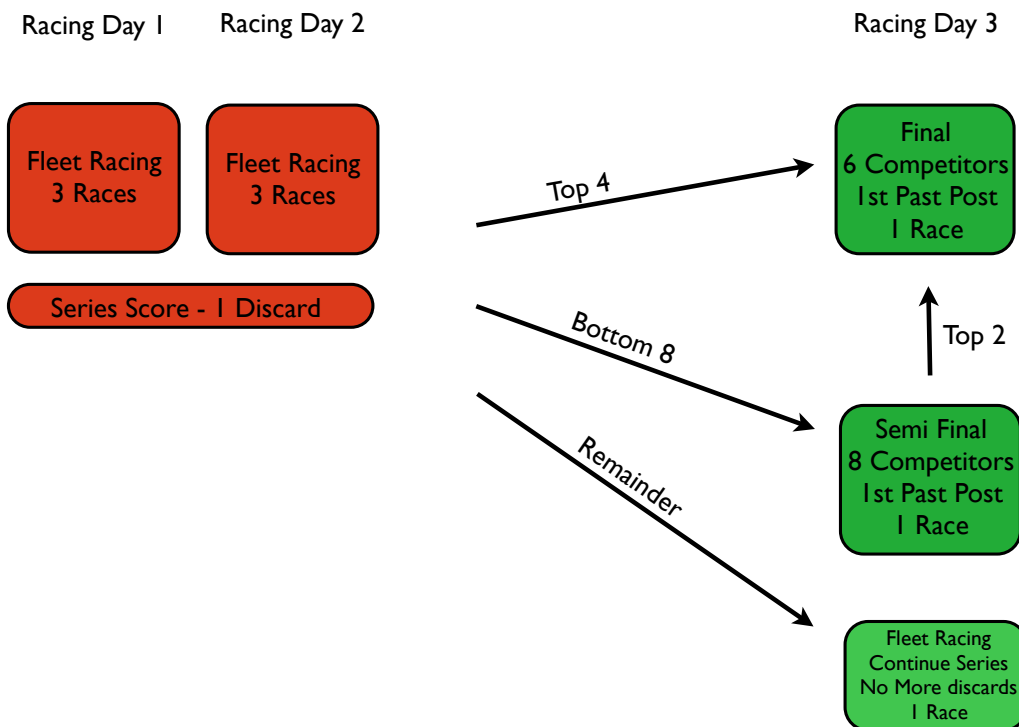 Racing Day 1
Racing Day 2
Racing Day 3
Fleet Racing
3 Races
Fleet Racing
3 Races
Series Score - 1 Discard
Top 4
Bottom 8
Remainder
Final
6 Competitors
1st Past Post
1 Race
Top 2
Semi Final
8 Competitors
1st Past Post
1 Race
Fleet Racing
Continue Series
No More discards
1 Race